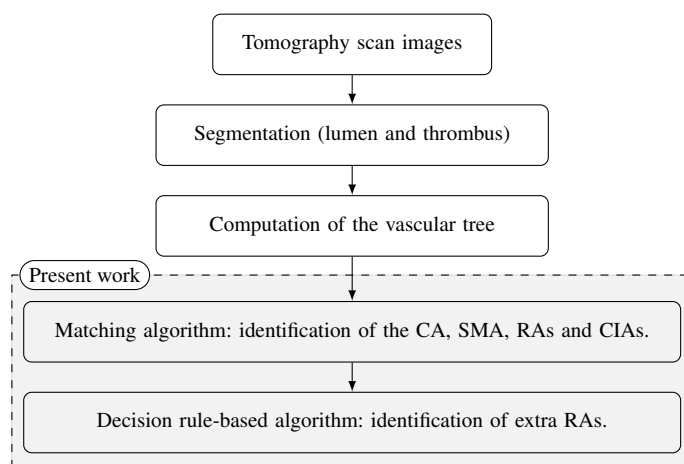 Tomography scan images
Segmentation (lumen and thrombus)
Computation of the vascular tree
Present work
Matching algorithm: identification of the CA, SMA, RAs and CIAs.
Decision rule-based algorithm: identification of extra RAs.